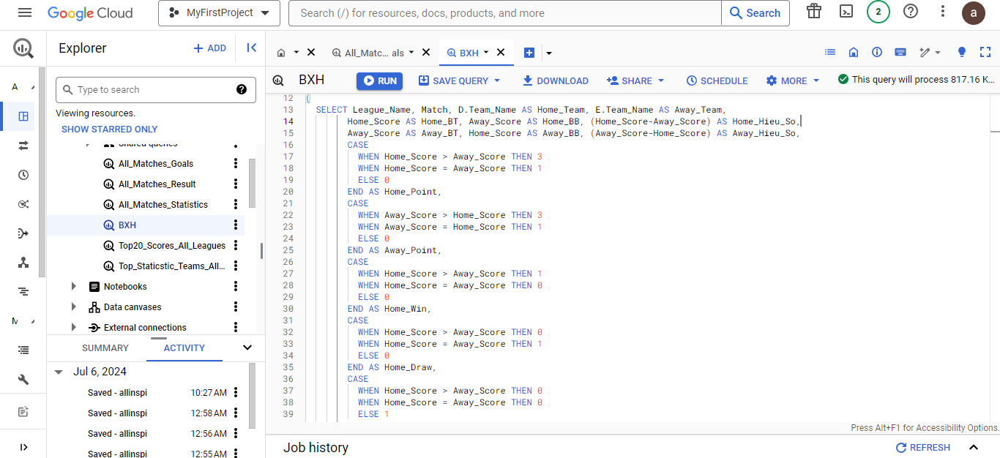 Google Cloud
MyFirstProject
Search (/) for resources, docs, products, and more
Search
2
a
Explorer
+ ADD
All_Matc... als
BXH
A
Type to search
BXH
RUN
SAVE QUERY
DOWNLOAD
SHARE
SCHEDULE
MORE
This query will process 817.16 K...
Viewing resources.
SHOW STARRED ONLY
Shared queries
All_Matches_Goals
All_Matches_Result
All_Matches_Statistics
BXH
Top20_Scores_All_Leagues
Top_Staticstic_Teams_All...
Notebooks
Data canvases
External connections
M
SUMMARY
ACTIVITY
Jul 6, 2024
Saved - allinspi 10:27 AM
Saved - allinspi 12:58 AM
Saved - allinspi 12:56 AM
Saved - allinspi 12:55 AM
12 (
13 SELECT League_Name, Match, D.Team_Name AS Home_Team, E.Team_Name AS Away_Team,
14 Home_Score AS Home_BT, Away_Score AS Home_BB, (Home_Score-Away_Score) AS Home_Hieu_So,
15 Away_Score AS Away_BT, Home_Score AS Away_BB, (Away_Score-Home_Score) AS Away_Hieu_So,
16 CASE
17 WHEN Home_Score > Away_Score THEN 3
18 WHEN Home_Score = Away_Score THEN 1
19 ELSE 0
20 END AS Home_Point,
21 CASE
22 WHEN Away_Score > Home_Score THEN 3
23 WHEN Away_Score = Home_Score THEN 1
24 ELSE 0
25 END AS Away_Point,
26 CASE
27 WHEN Home_Score > Away_Score THEN 1
28 WHEN Home_Score = Away_Score THEN 0
29 ELSE 0
30 END AS Home_Win,
31 CASE
32 WHEN Home_Score > Away_Score THEN 0
33 WHEN Home_Score = Away_Score THEN 1
34 ELSE 0
35 END AS Home_Draw,
36 CASE
37 WHEN Home_Score > Away_Score THEN 0
38 WHEN Home_Score = Away_Score THEN 0
39 ELSE 1
Press Alt+F1 for Accessibility Options.
Job history
REFRESH